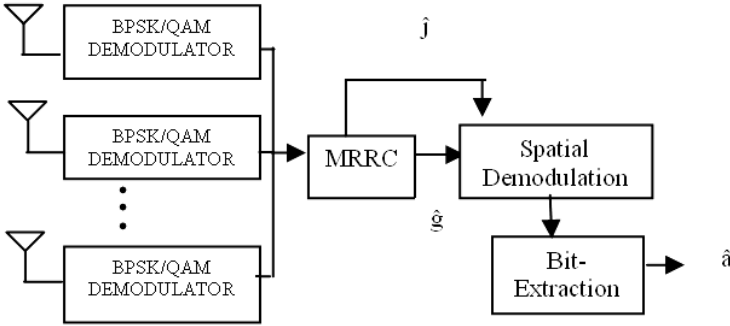 BPSK/QAM
DEMODULATOR
ĵ
BPSK/QAM
DEMODULATOR
MRRC
Spatial
Demodulation
ĝ
BPSK/QAM
DEMODULATOR
Bit-
Extraction
â